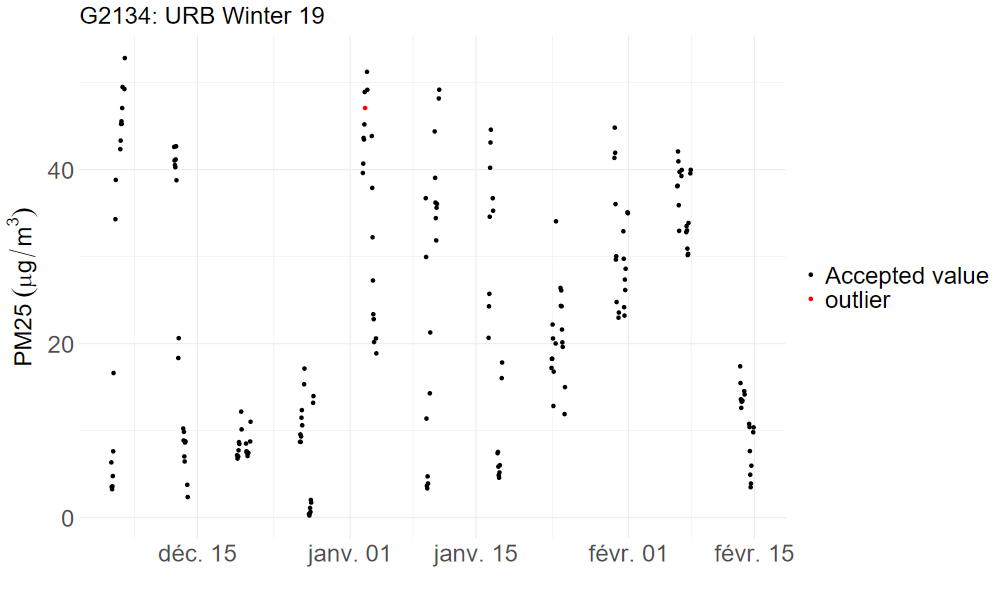 G2134: URB Winter 19
PM25 (μg/m³)
40
20
0
déc. 15
janv. 01
janv. 15
févr. 01
févr. 15
Accepted value
outlier